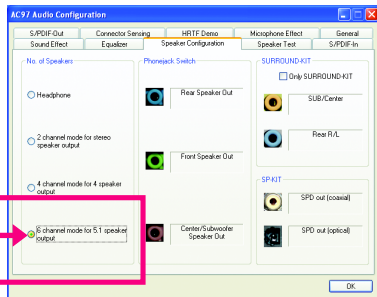 AC97 Audio Configuration
S/PDIF-Out
Connector Sensing
HRTF Demo
Microphone Effect
General
Sound Effect
Equalizer
Speaker Configuration
Speaker Test
S/PDIF-In
No. of Speakers
Headphone
2 channel mode for stereo
speaker output
4 channel mode for 4 speaker
output
6 channel mode for 5.1 speaker
output
Phonejack Switch
Rear Speaker Out
Front Speaker Out
Center/Subwoofer
Speaker Out
SURROUND-KIT
Only SURROUND-KIT
SUB/Center
Rear R/L
SP-KIT
SPD out (coaxial)
SPD out (optical)
OK